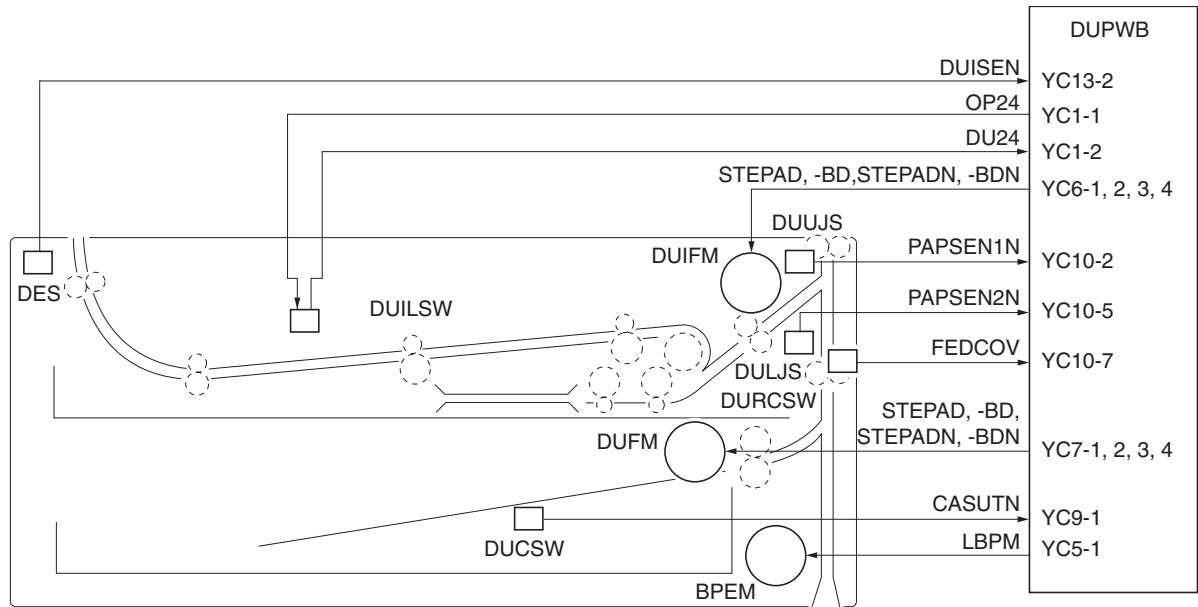 DUPWB
DUISEN
YC13-2
OP24
YC1-1
DU24
YC1-2
STEPAD, -BD,STEPADN, -BDN
YC6-1, 2, 3, 4
DUUJS
DUIFM
PAPSEN1N
YC10-2
DES
DUILSW
PAPSEN2N
YC10-5
FEDCOV
YC10-7
DULJS
DURCSW
STEPAD, -BD,
STEPADN, -BDN
DUFM
YC7-1, 2, 3, 4
CASUTN
YC9-1
DUCSW
LBPM
YC5-1
BPEM